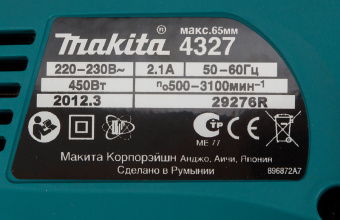 макс.65мм
makita® 4327
220-230В~ 2.1А 50-60Гц
450Вт n₀500-3100мин⁻¹
2012.3 29276R
МЕ 77
Макита Корпорэйшн Анджо, Аичи, Япония
Сделано в Румынии 896872A7